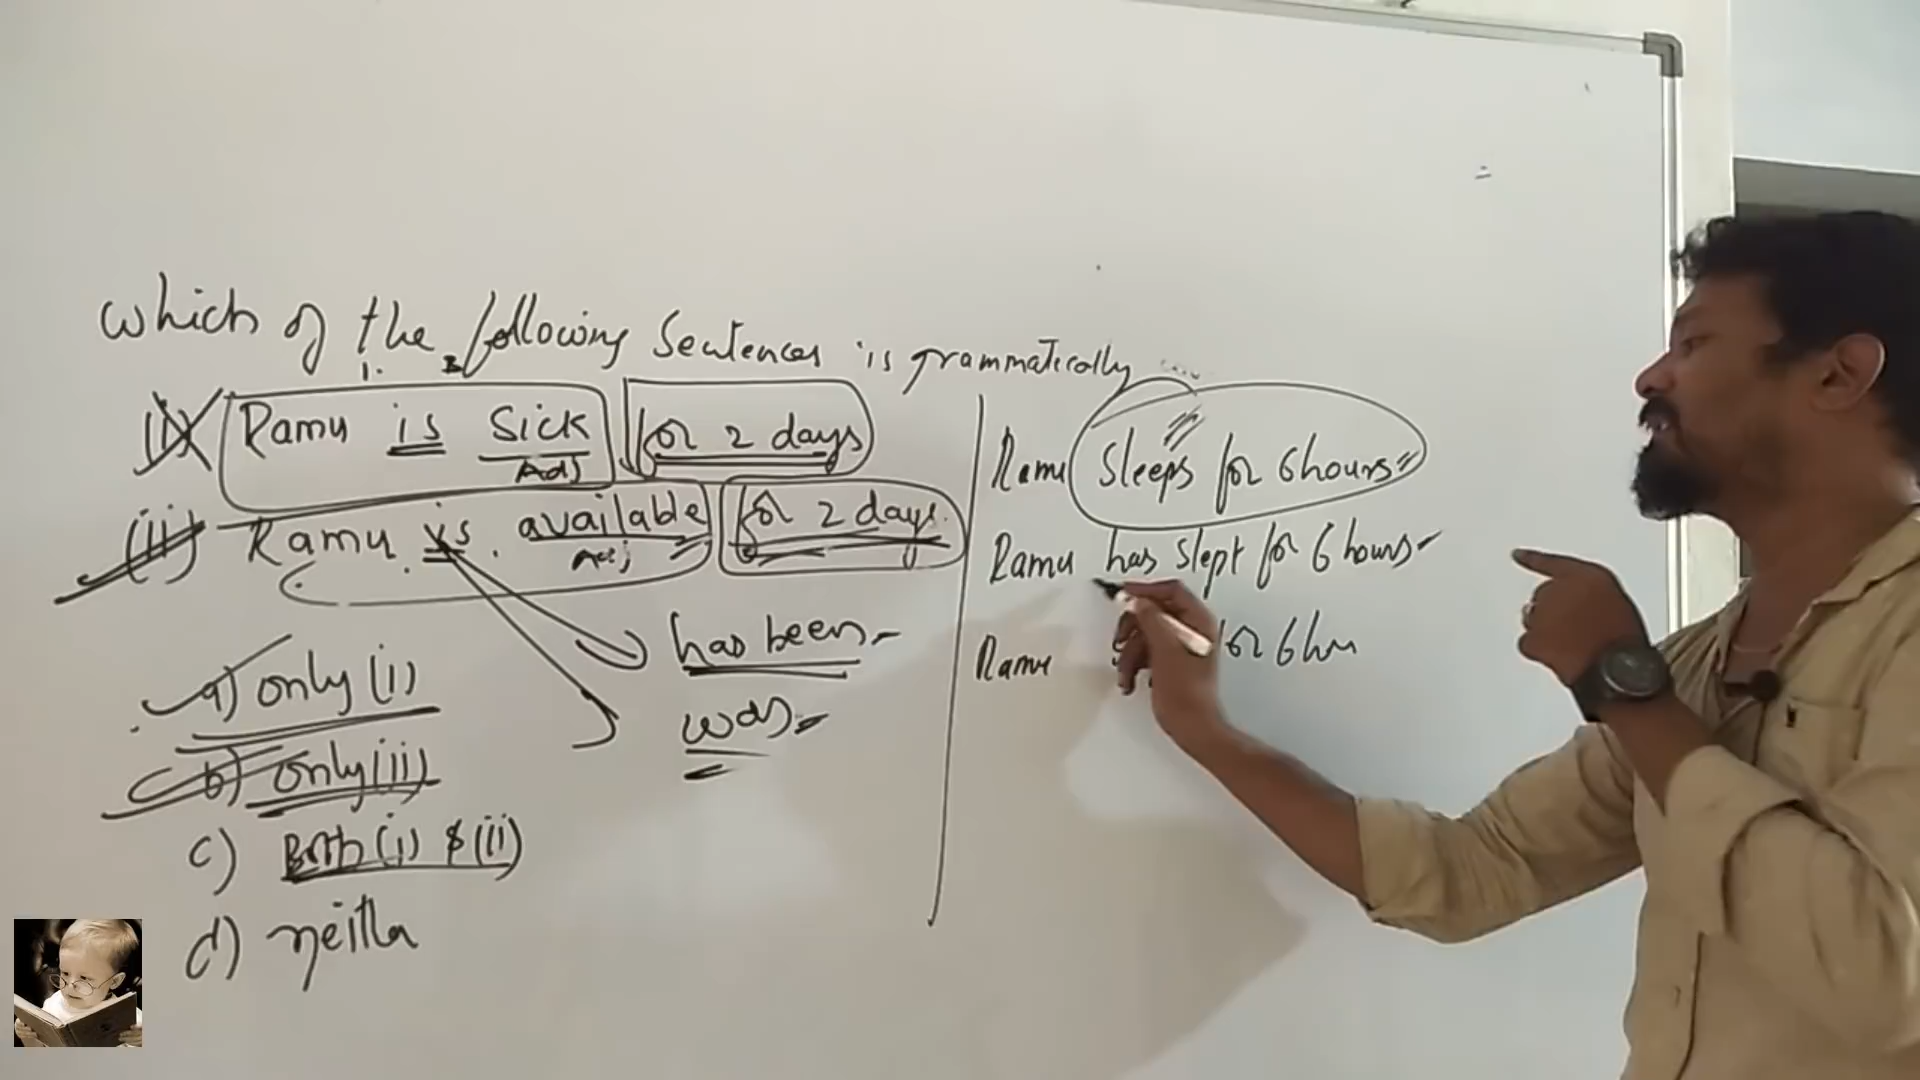 Which of the following Sentences is grammatically
1.
(i) Ramu is Sick for 2 days
Adj
(ii) Ramu is available for 2 days.
Adj
has been
was
a) only (i)
b) only (ii)
c) Both (i) & (ii)
d)
Ramu Sleeps for 6 hours
Ramu has slept for 6 hours
Ramu for 6